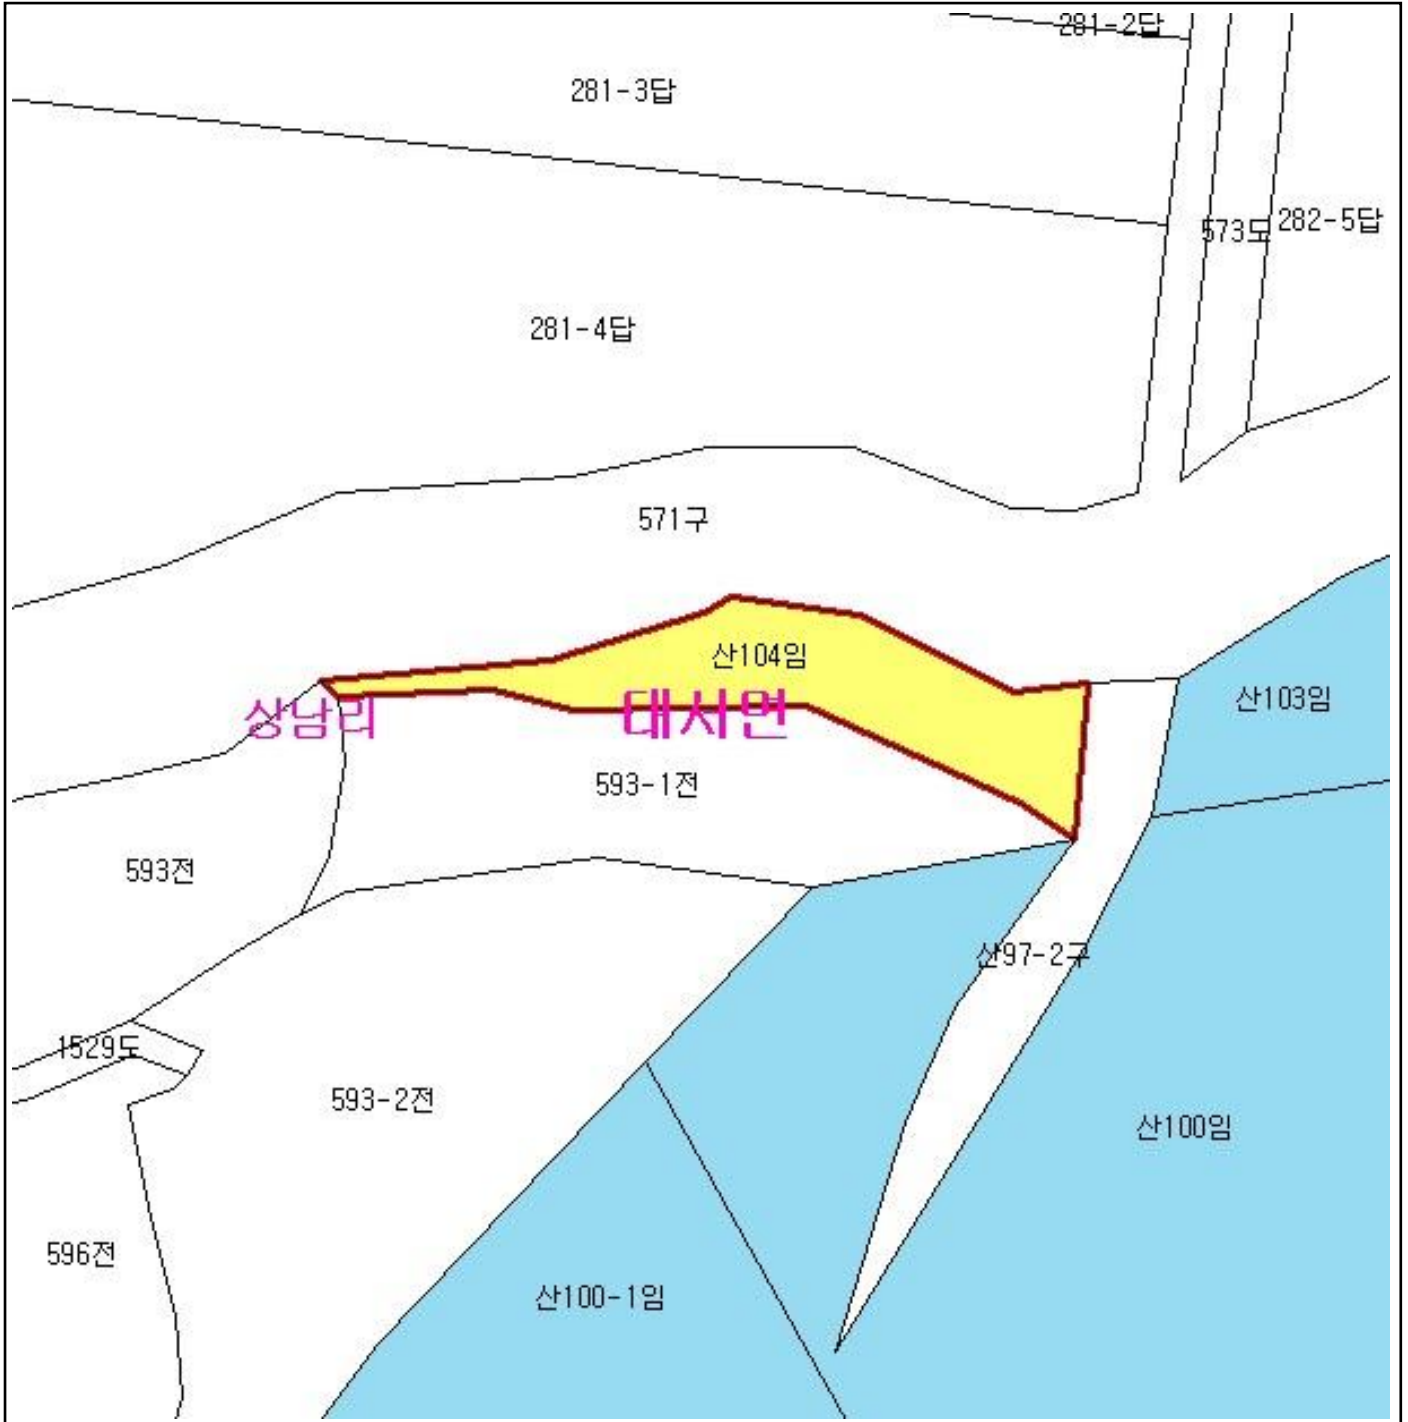 281-2답
281-3답
573도
282-5답
281-4답
571구
산104임
산103임
상남리
대서면
593-1전
593전
산97-2구
1529도
593-2전
산100임
596전
산100-1임